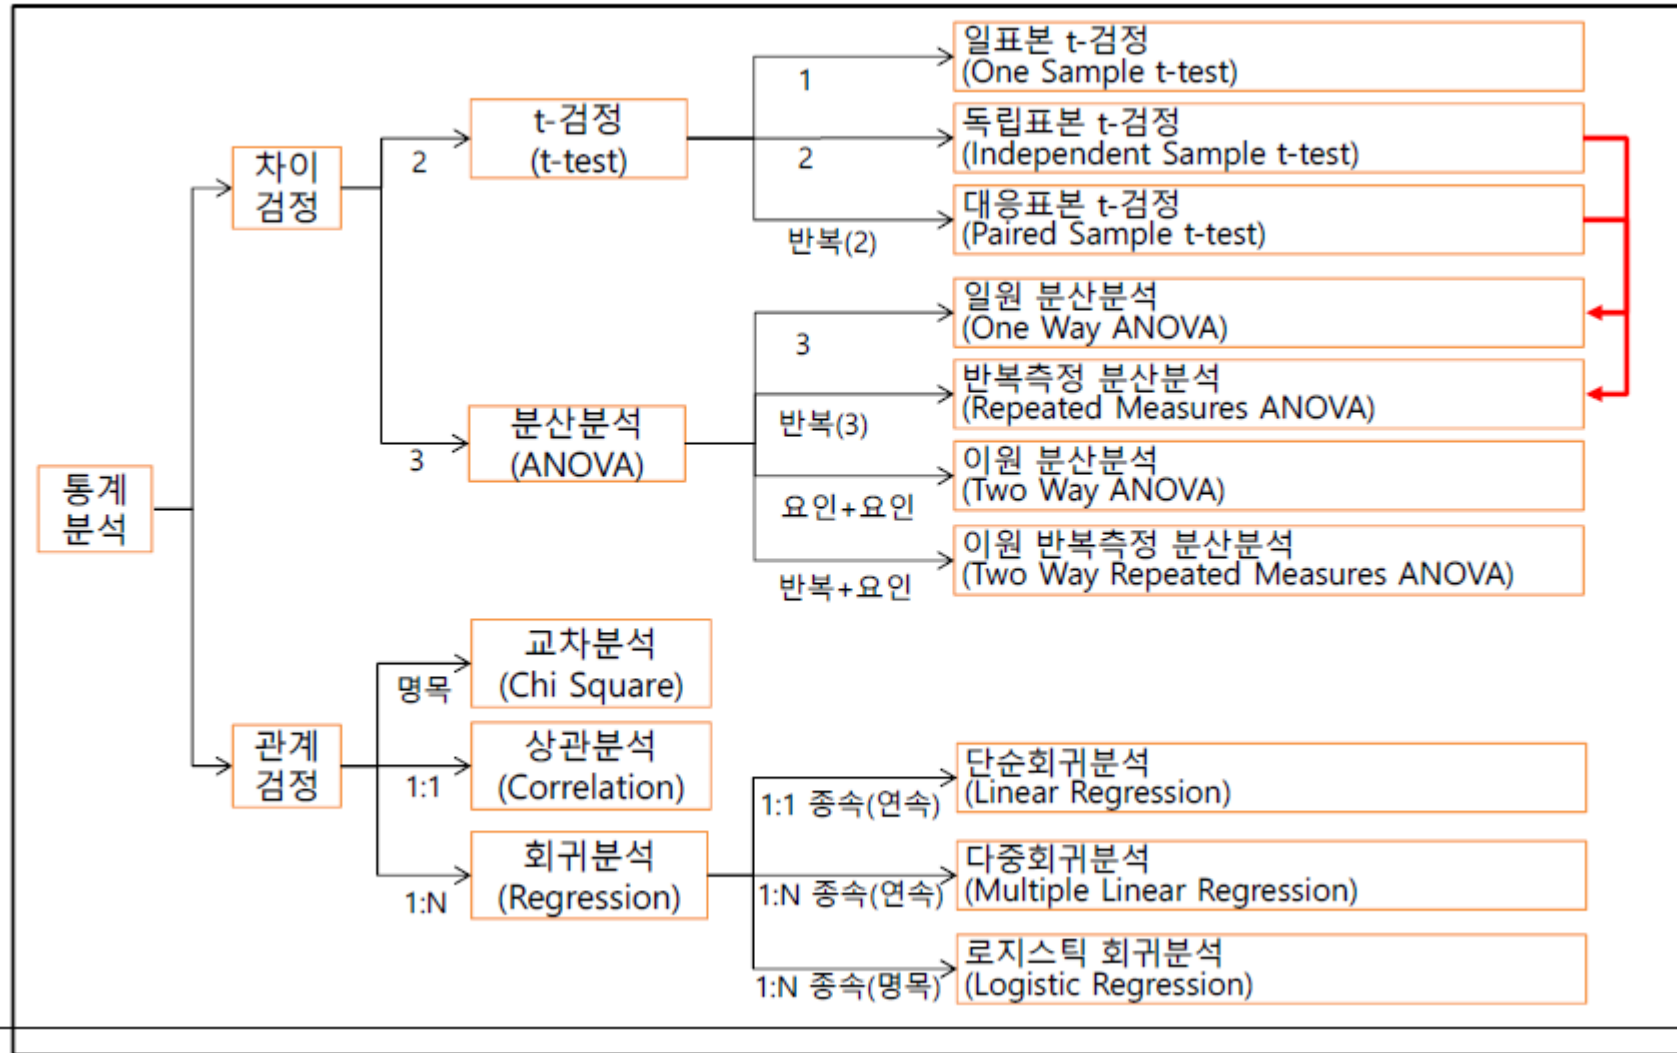 통계
분석
차이
검정
2
t-검정
(t-test)
1
일표본 t-검정
(One Sample t-test)
2
독립표본 t-검정
(Independent Sample t-test)
반복(2)
대응표본 t-검정
(Paired Sample t-test)
3
분산분석
(ANOVA)
3
일원 분산분석
(One Way ANOVA)
반복(3)
반복측정 분산분석
(Repeated Measures ANOVA)
요인+요인
이원 분산분석
(Two Way ANOVA)
반복+요인
이원 반복측정 분산분석
(Two Way Repeated Measures ANOVA)
관계
검정
명목
교차분석
(Chi Square)
1:1
상관분석
(Correlation)
1:N
회귀분석
(Regression)
1:1 종속(연속)
단순회귀분석
(Linear Regression)
1:N 종속(연속)
다중회귀분석
(Multiple Linear Regression)
1:N 종속(명목)
로지스틱 회귀분석
(Logistic Regression)